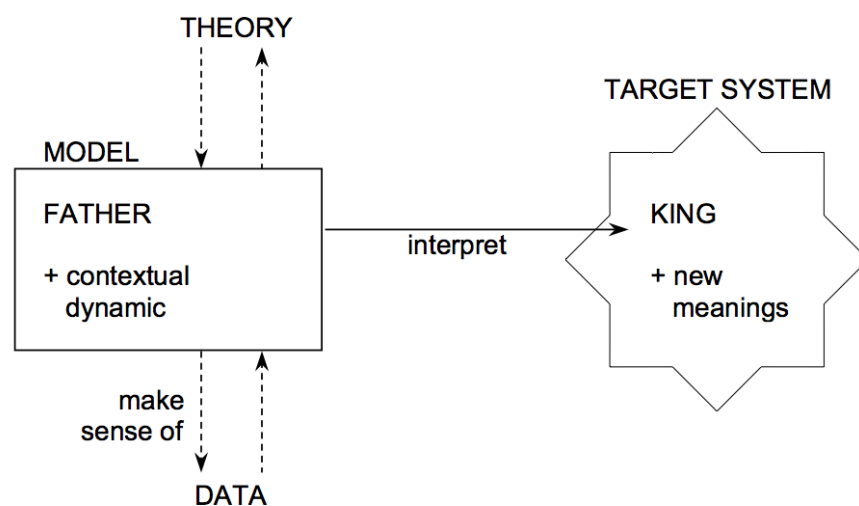 THEORY
TARGET SYSTEM
MODEL
FATHER
+ contextual
dynamic
interpret
KING
+ new
meanings
make
sense of
DATA